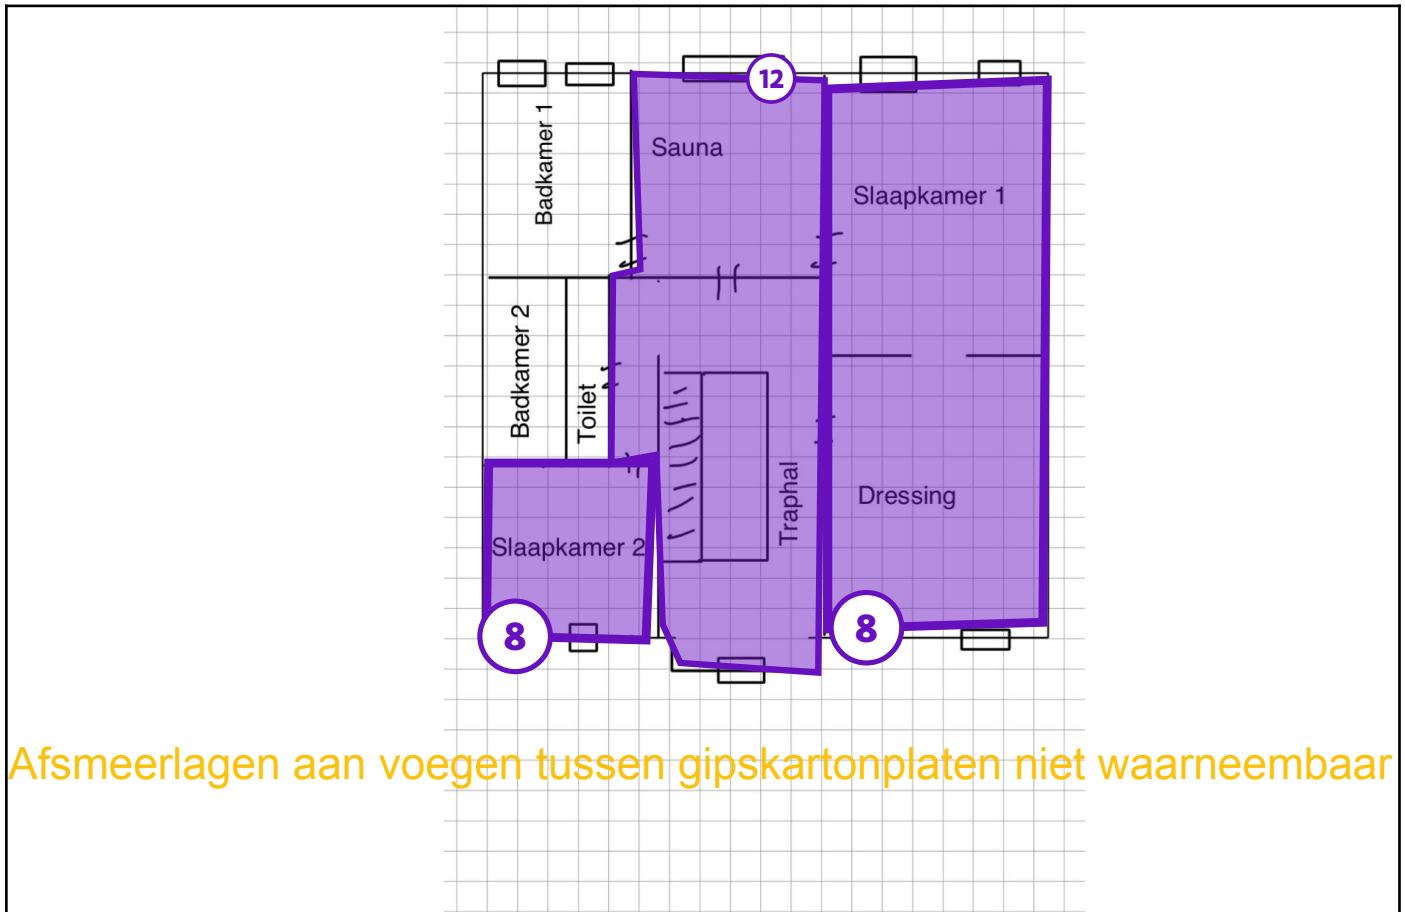 12
Badkamer 1
Sauna
Slaapkamer 1
Badkamer 2
Toilet
Traphal
Dressing
Slaapkamer 2
8
8
Afsmeerlagen aan voegen tussen gipskartonplaten niet waarneembaar